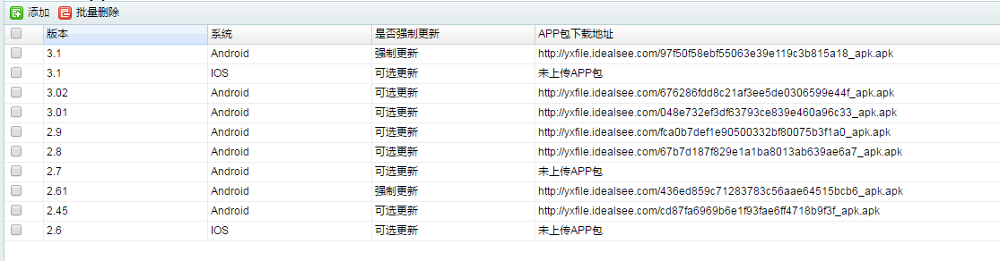 添加 批量删除
版本 系统 是否强制更新 APP包下载地址
3.1 Android 强制更新 http://yxfile.idealsee.com/97f50f58ebf55063e39e119c3b815a18_apk.apk
3.1 IOS 可选更新 未上传APP包
3.02 Android 可选更新 http://yxfile.idealsee.com/676286fdd8c21af3ee5de0306599e44f_apk.apk
3.01 Android 可选更新 http://yxfile.idealsee.com/048e732ef3df63793ce839e460a96c33_apk.apk
2.9 Android 可选更新 http://yxfile.idealsee.com/fca0b7def1e90500332bf80075b3f1a0_apk.apk
2.8 Android 可选更新 http://yxfile.idealsee.com/67b7d187f829e1a1ba8013ab639ae6a7_apk.apk
2.7 Android 可选更新 未上传APP包
2.61 Android 强制更新 http://yxfile.idealsee.com/436ed859c71283783c56aae64515bcb6_apk.apk
2.45 Android 可选更新 http://yxfile.idealsee.com/cd87fa6969b6e1f93fae6ff4718b9f3f_apk.apk
2.6 IOS 可选更新 未上传APP包